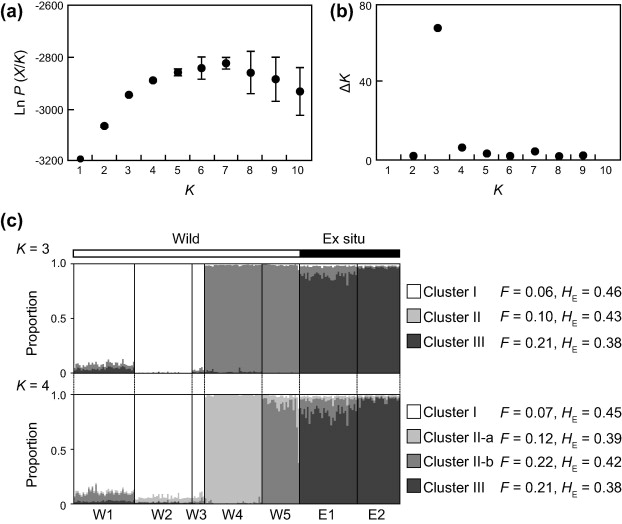 (a)
-2600
-2800
-3000
-3200
Ln P (X/K)
1 2 3 4 5 6 7 8 9 10
K
(b)
80
40
0
ΔK
1 2 3 4 5 6 7 8 9 10
K
(c)
Wild Ex situ
K = 3
1.0
0.5
0
Proportion
Cluster I F = 0.06, HE = 0.46
Cluster II F = 0.10, HE = 0.43
Cluster III F = 0.21, HE = 0.38
K = 4
1.0
0.5
0
Proportion
Cluster I F = 0.07, HE = 0.45
Cluster II-a F = 0.12, HE = 0.39
Cluster II-b F = 0.22, HE = 0.42
Cluster III F = 0.21, HE = 0.38
W1 W2 W3 W4 W5 E1 E2